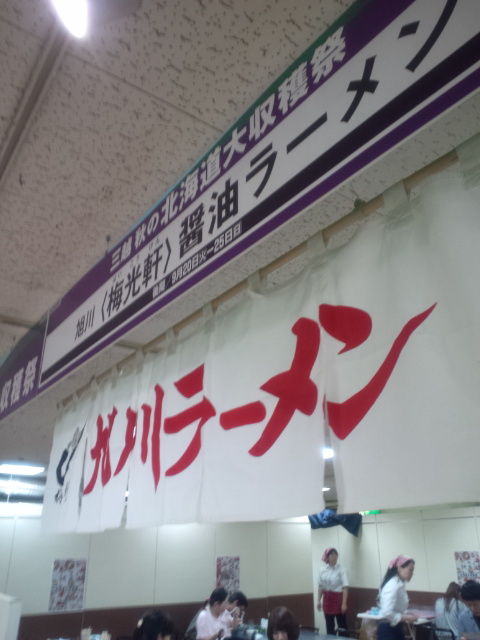 三越 秋の北海道大収穫祭
旭川〈梅光軒〉醤油ラーメン
期間 9月20日火─25日日
収穫祭
旭川ラーメン